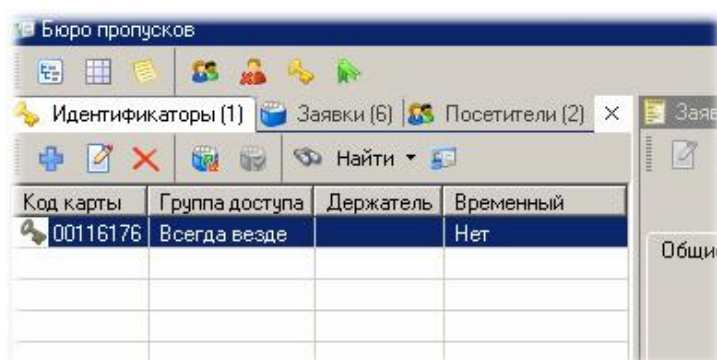 Бюро пропусков
Идентификаторы (1) Заявки (6) Посетители (2)
Найти
Код карты Группа доступа Держатель Временный
00116176 Всегда везде Нет